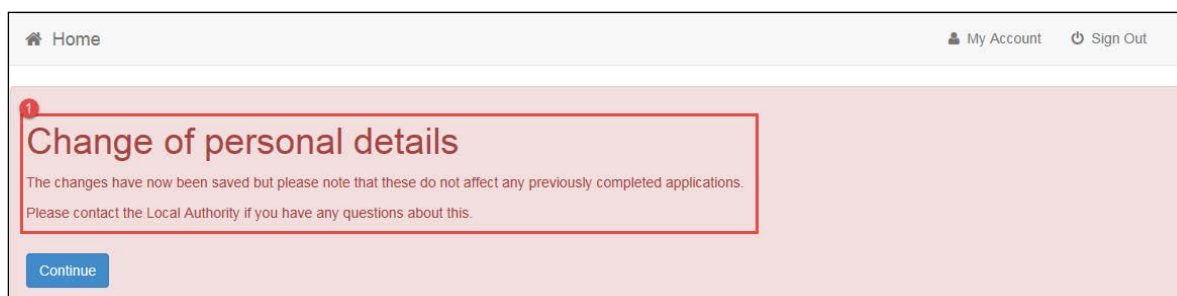 Home My Account Sign Out
1
Change of personal details
The changes have now been saved but please note that these do not affect any previously completed applications.
Please contact the Local Authority if you have any questions about this.
Continue